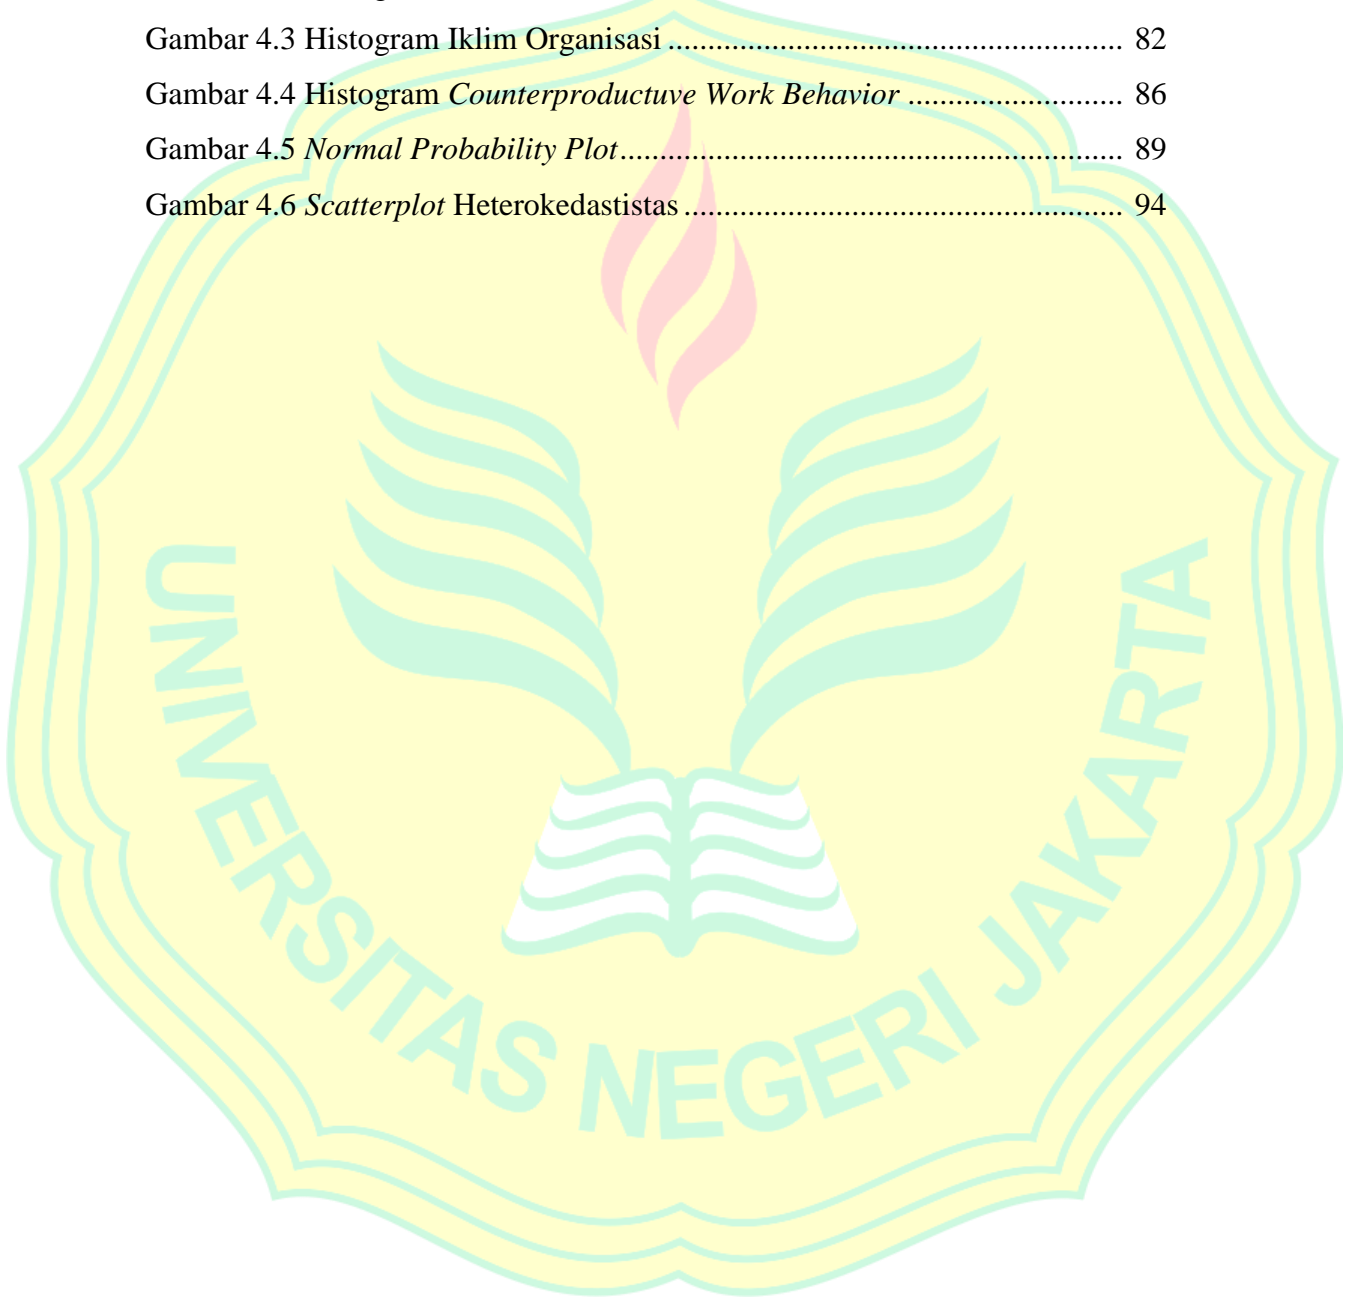 Gambar 4.3 Histogram Iklim Organisasi ........................................................ 82
Gambar 4.4 Histogram Counterproductuve Work Behavior ........................... 86
Gambar 4.5 Normal Probability Plot.............................................................. 89
Gambar 4.6 Scatterplot Heterokedastistas ...................................................... 94
UNIVERSITAS NEGERI JAKARTA